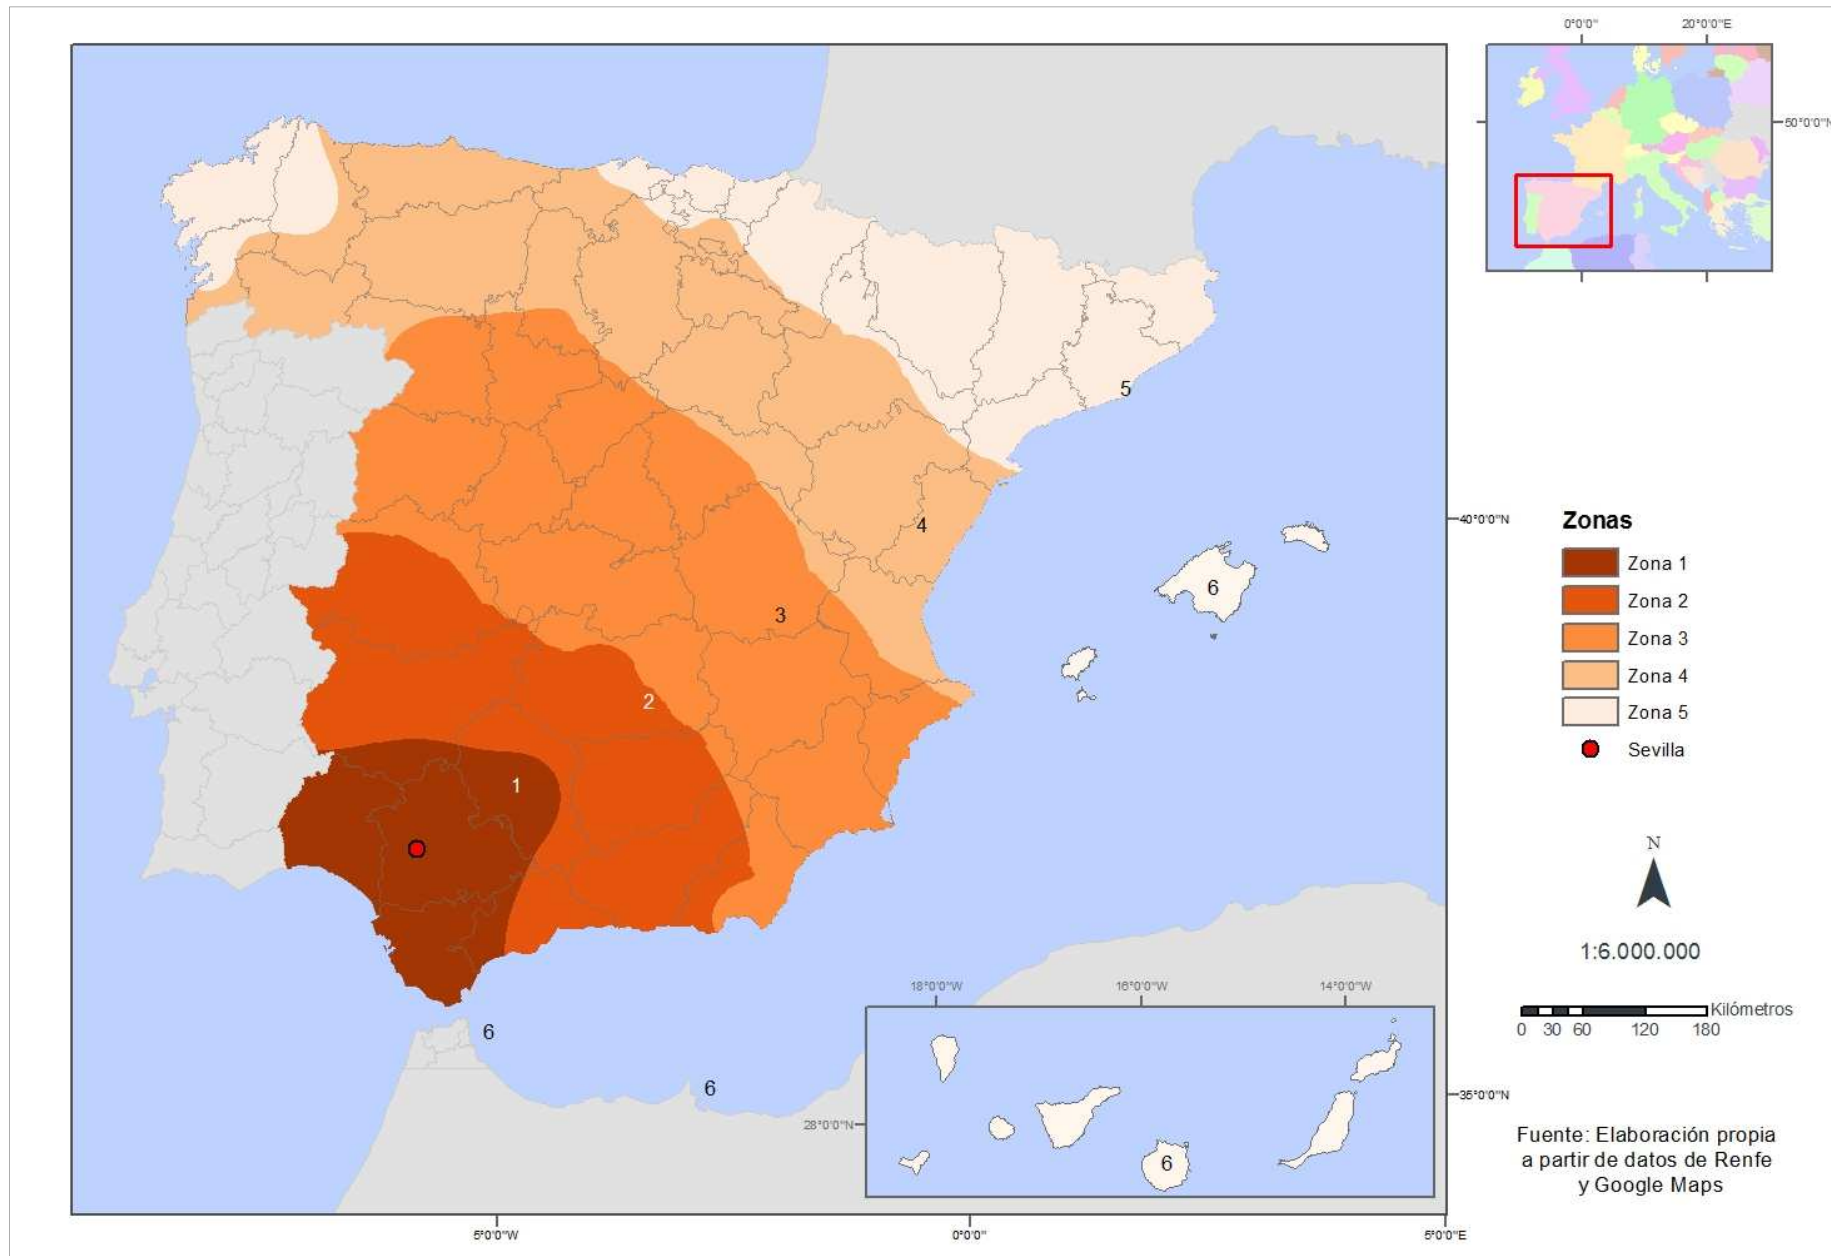 0°0'0"
20°0'0"E
50°0'0"N
5
4
40°0'0"N
6
3
2
1
Zonas
Zona 1
Zona 2
Zona 3
Zona 4
Zona 5
Sevilla
N
1:6.000.000
Kilómetros
0 30 60 120 180
18°0'0"W
16°0'0"W
14°0'0"W
6
6
35°0'0"N
28°0'0"N
6
Fuente: Elaboración propia
a partir de datos de Renfe
y Google Maps
5°0'0"W
0°0'0"
5°0'0"E